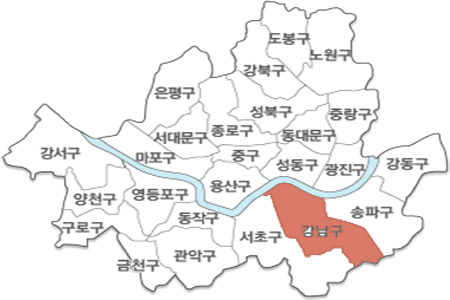 도봉구
노원구
강북구
은평구
성북구
중랑구
서대문구
종로구
동대문구
강서구
마포구
중구
성동구
광진구
강동구
양천구
영등포구
용산구
구로구
동작구
송파구
서초구
강남구
금천구
관악구